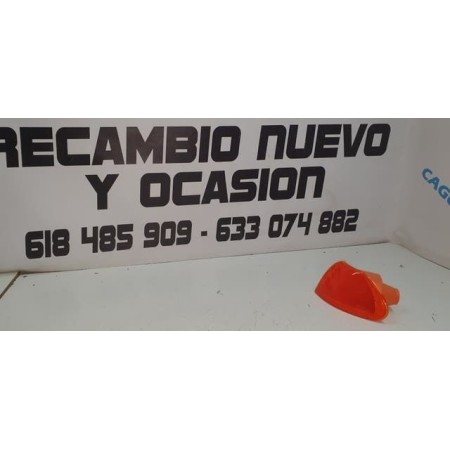 RECAMBIO NUEVO
Y OCASION
618 485 909 - 633 074 882